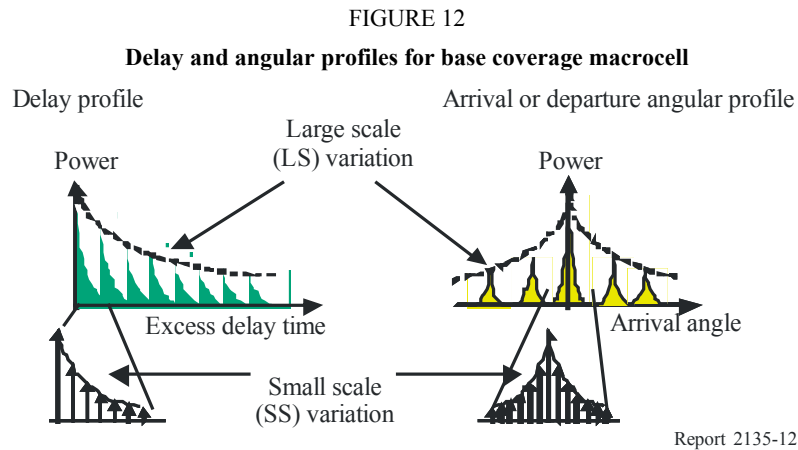 FIGURE 12
Delay and angular profiles for base coverage macrocell
Delay profile
Arrival or departure angular profile
Large scale
(LS) variation
Power
Power
Excess delay time
Arrival angle
Small scale
(SS) variation
Report 2135-12